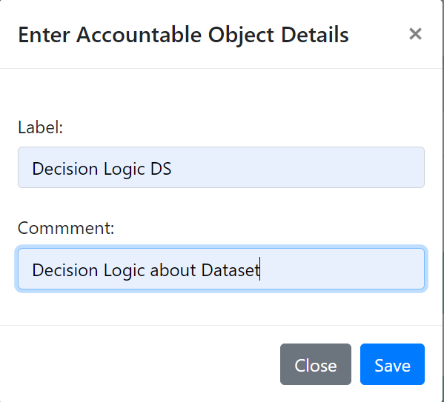 Enter Accountable Object Details ×
Label:
Decision Logic DS
Commment:
Decision Logic about Dataset
Close Save